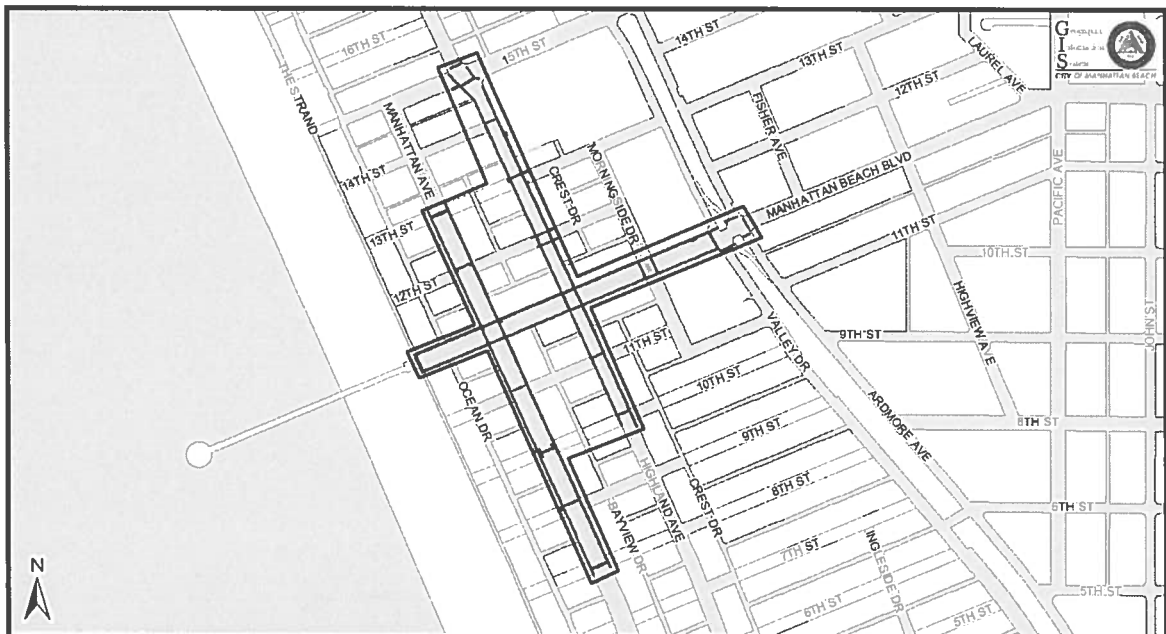 16TH ST
15TH ST
14TH ST
13TH ST
12TH ST
LAUREL AVE
G
I
S
CITY OF MANHATTAN BEACH
THE STRAND
MANHATTAN AVE
FISHER AVE
PACIFIC AVE
14TH ST
CREST DR
MORNINGSIDE DR
MANHATTAN BEACH BLVD
13TH ST
11TH ST
10TH ST
12TH ST
HIGHVIEW AVE
JOHN ST
11TH ST
VALLEY DR
9TH ST
OCEAN DR
10TH ST
ARDMORE AVE
9TH ST
8TH ST
HIGHLAND AVE
CREST DR
8TH ST
6TH ST
BAYVIEW DR
7TH ST
INGLESIDE DR
N
6TH ST
5TH ST
5TH ST